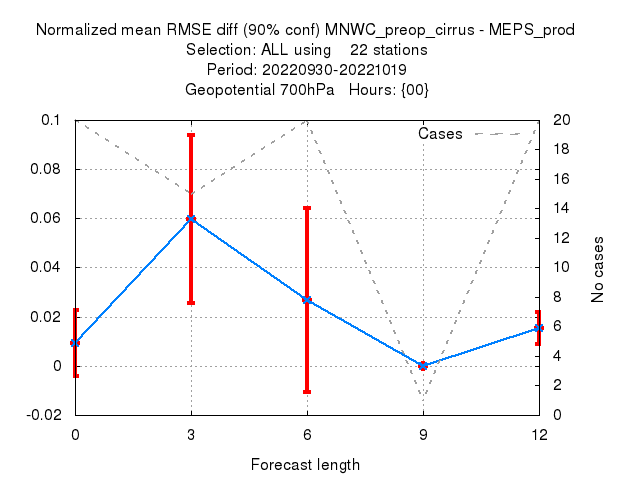 Normalized mean RMSE diff (90% conf) MNWC_preop_cirrus - MEPS_prod
Selection: ALL using    22 stations
Period: 20220930-20221019
Geopotential 700hPa   Hours: {00}
Cases
0.1
0.08
0.06
0.04
0.02
0
-0.02
20
18
16
14
12
10
8
6
4
2
0
No cases
0 3 6 9 12
Forecast length